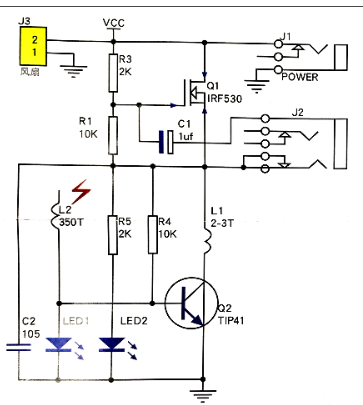 J3
VCC
2
1
风扇
R3
2K
Q1
IRF530
J1
POWER
R1
10K
C1
1uf
J2
L2
350T
R5
2K
R4
10K
L1
2-3T
Q2
TIP41
C2
105
LED1
LED2